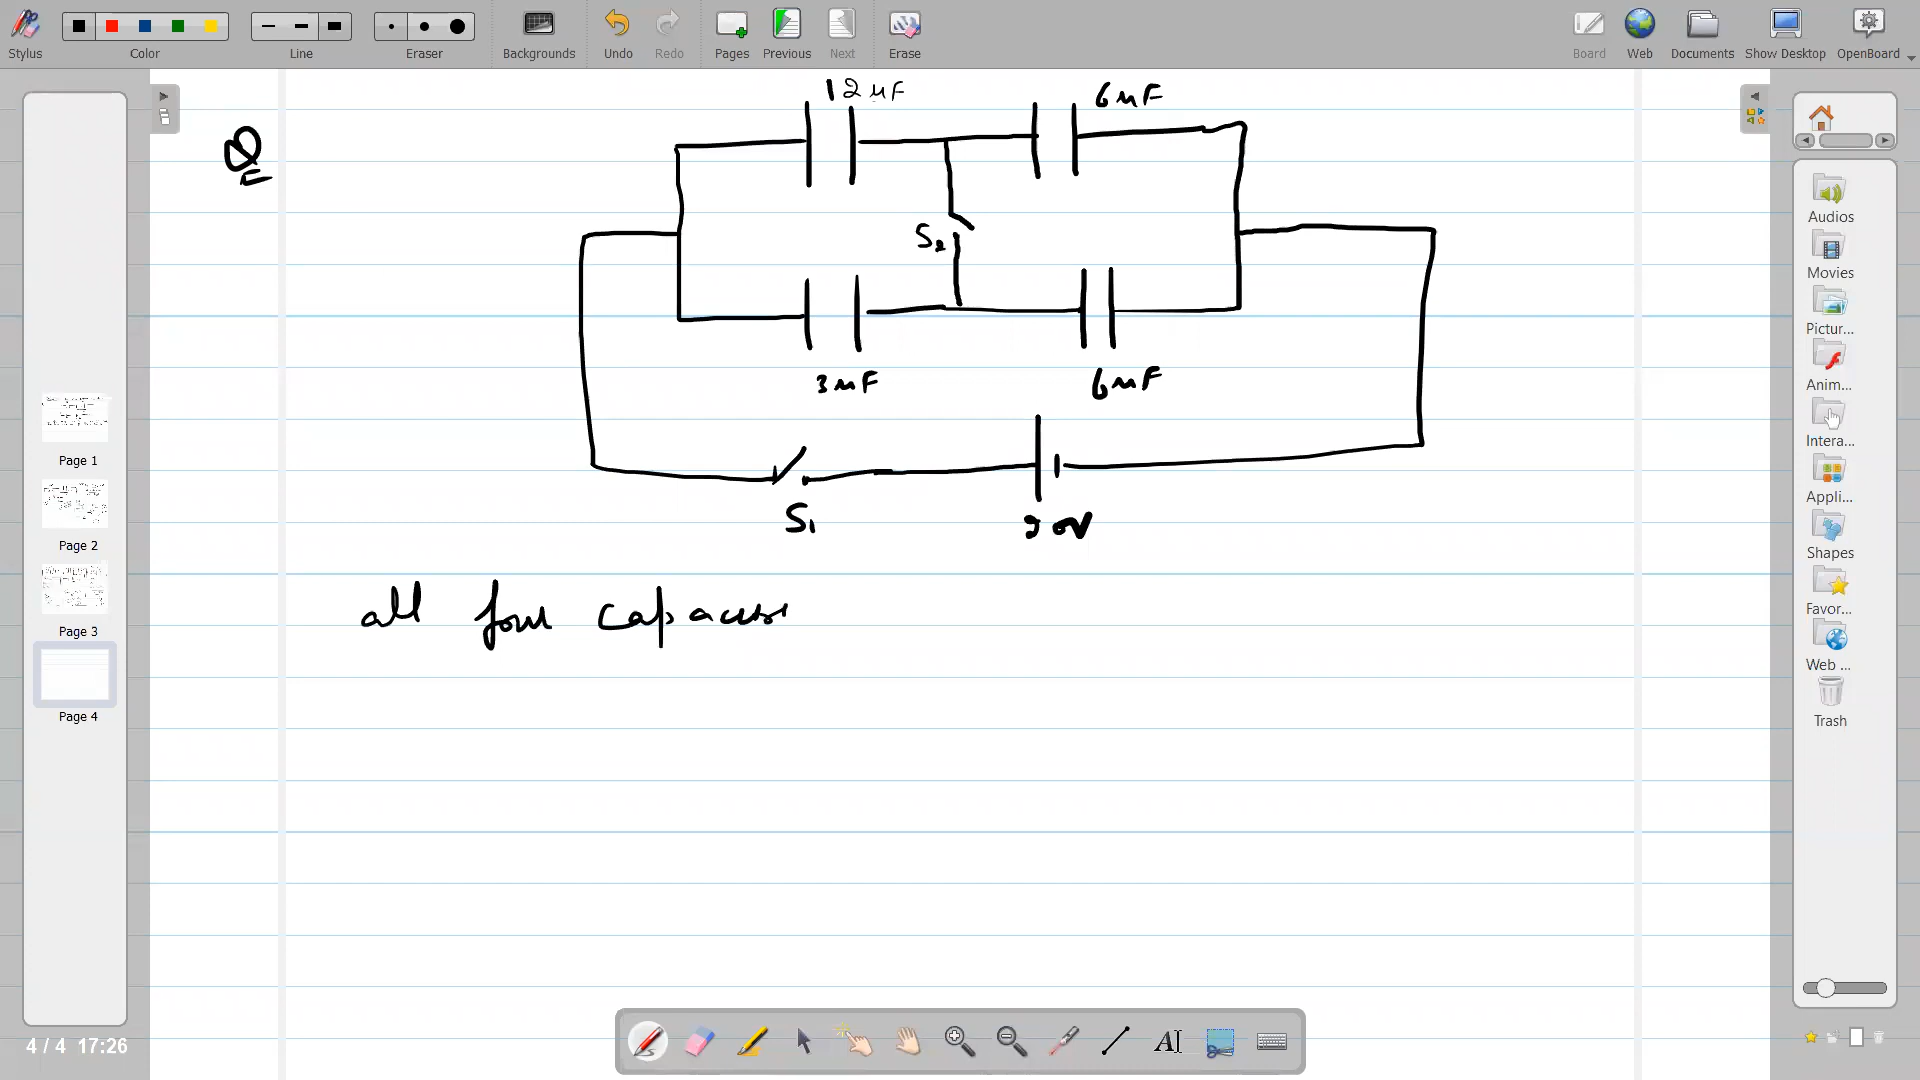 Stylus Color Line Eraser Backgrounds Undo Redo Pages Previous Next Erase Board Web Documents Show Desktop OpenBoard
Q
12 μF 6 μF
S₂
3 μF 6 μF
S₁
all four
Page 1
Page 2
Page 3
Page 4
4 / 4 17:26
Audios
Movies
Pictur...
Anim...
Intera...
Appli...
Shapes
Favor...
Web ...
Trash
AI